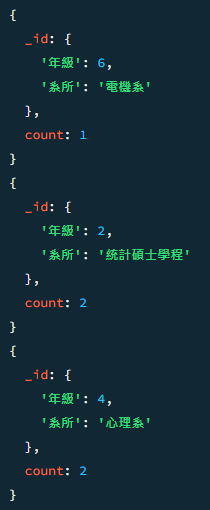 {
  _id: {
    '年級': 6,
    '系所': '電機系'
  },
  count: 1
}
{
  _id: {
    '年級': 2,
    '系所': '統計碩士學程'
  },
  count: 2
}
{
  _id: {
    '年級': 4,
    '系所': '心理系'
  },
  count: 2
}